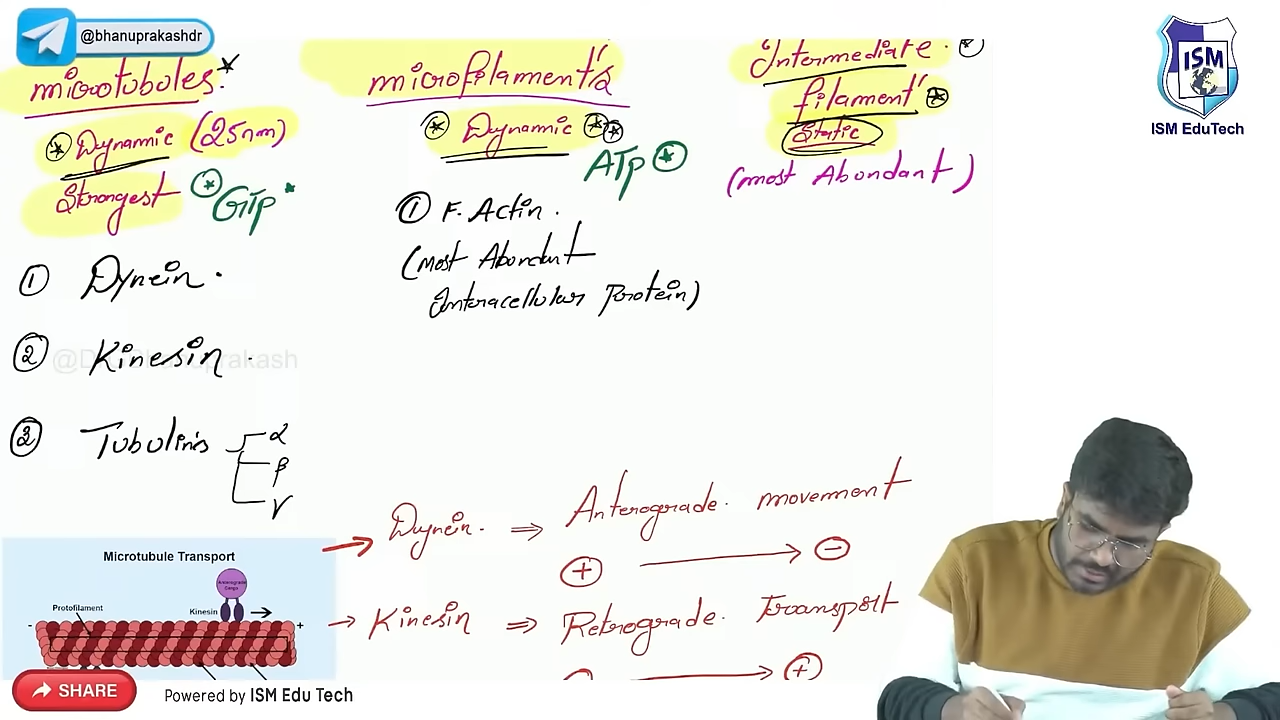 @bhanuprakashdr
ISM
ISM EduTech
microtubules.*
Dynamic (25nm)
Strongest
GTP*
① Dynein.
② Kinesin.
③ Tubulins
α
β
γ
microfilament's
Dynamic
ATP
① F. Actin.
(most Abundant
Intracellular Protein)
Intermediate.
filament's
Static
(most Abundant)
→ Dynein. ⇒ Anterograde. movement
+ → -
→ Kinesin ⇒ Retrograde. Transport
→ +
Microtubule Transport
Protofilament
Kinesin
- +
SHARE
Powered by ISM Edu Tech